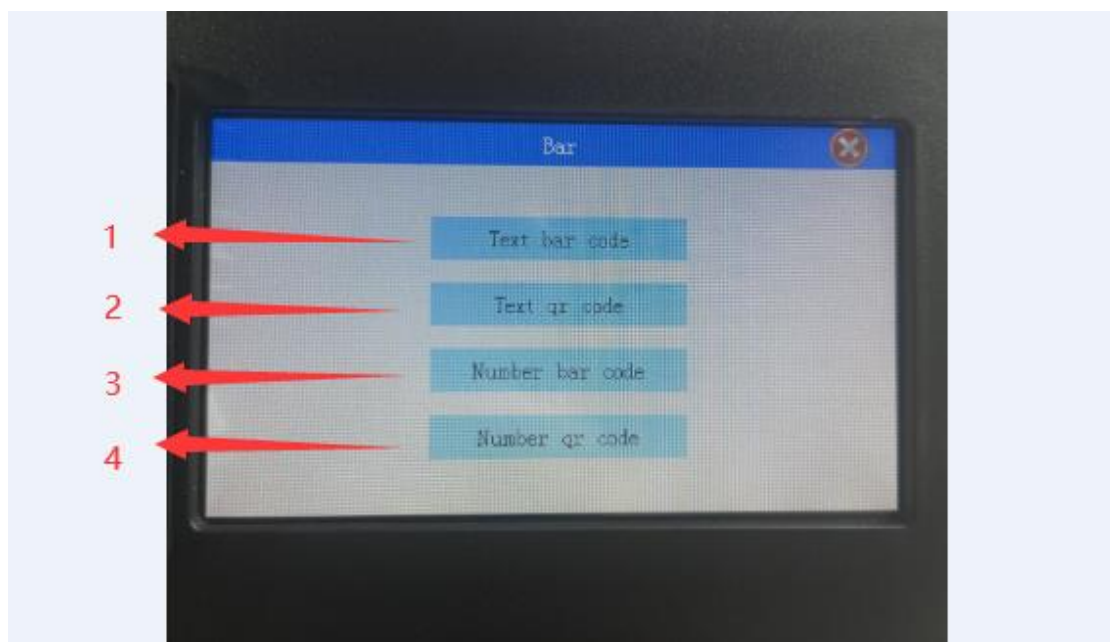 Bar
1
Text bar code
2
Text qr code
3
Number bar code
4
Number qr code